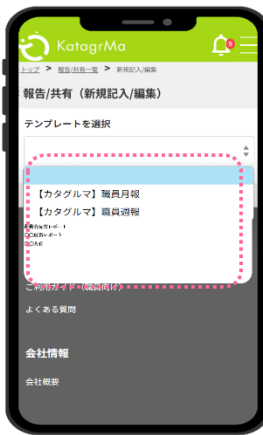 KatagrMa
トップ > 報告/共有一覧 > 新規記入/編集
報告/共有（新規記入/編集）
テンプレートを選択
【カタグルマ】職員月報
【カタグルマ】職員週報
ご利用ガイド（職員向け）
よくある質問
会社情報
会社概要